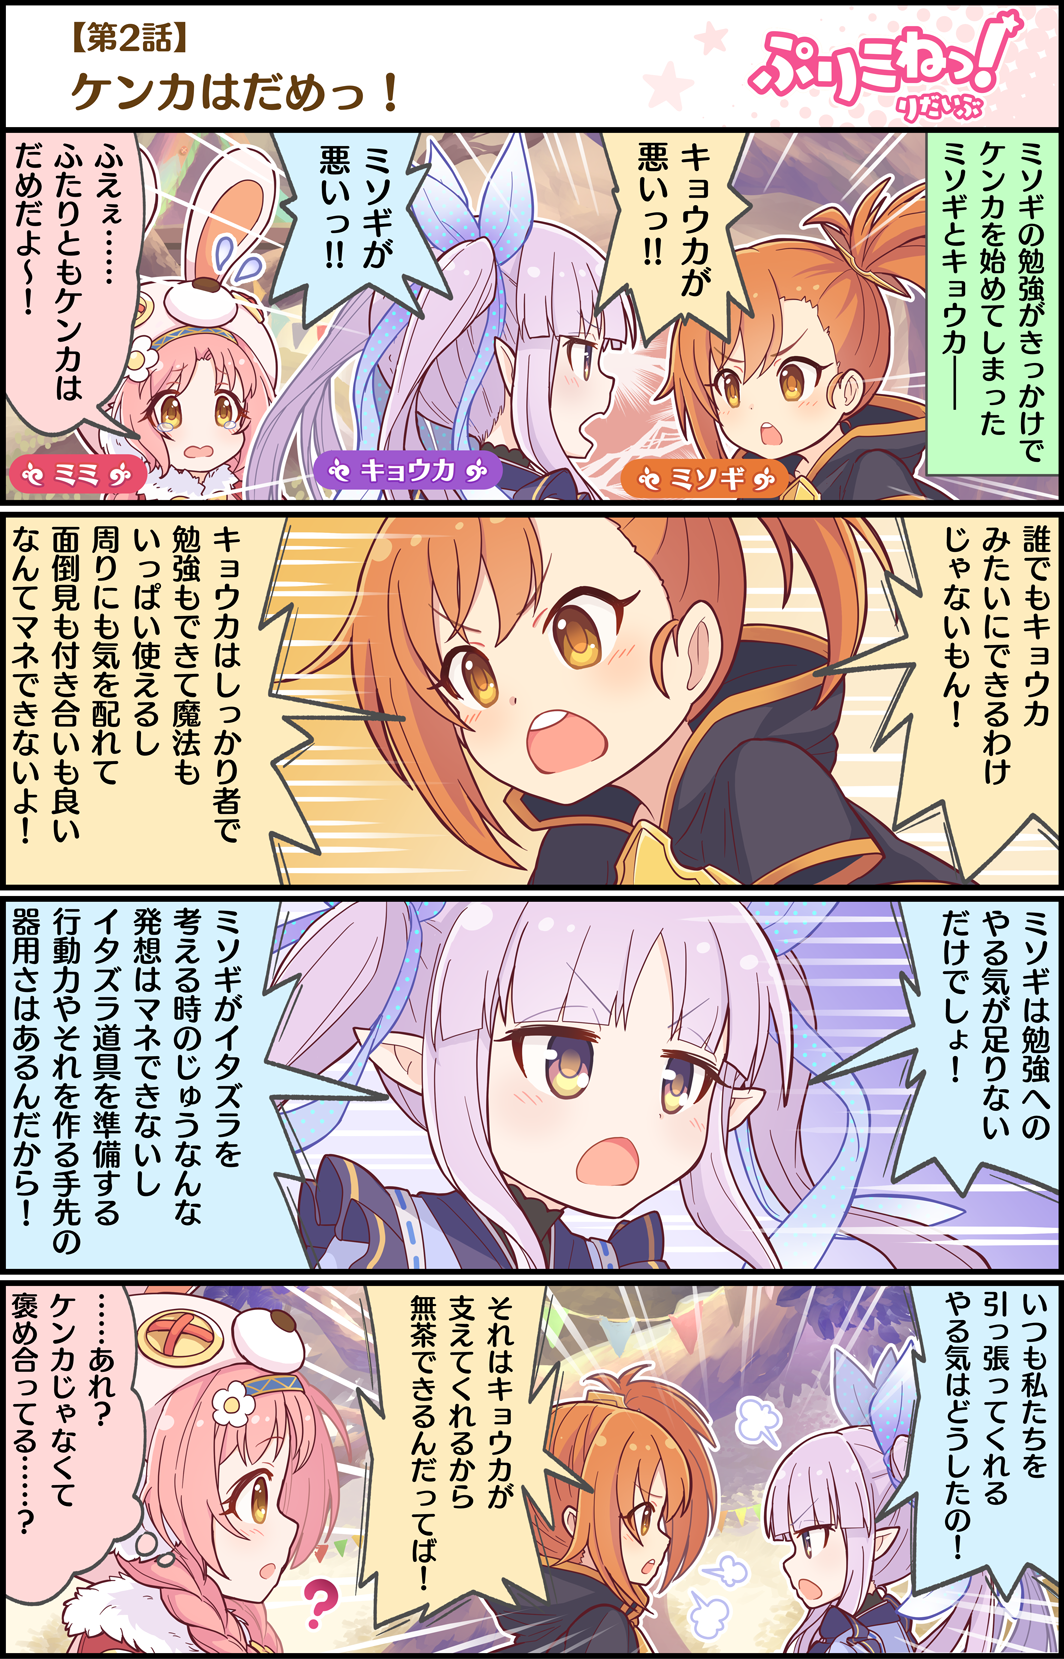 【第2話】
ケンカはだめっ！
ぷりこねっ！
りだいぶ
ミソギの勉強がきっかけで
ケンカを始めてしまった
ミソギとキョウカ──
キョウカが
悪いっ!!
ミソギが
悪いっ!!
ふえぇ……
ふたりともケンカは
だめだよ～！
ミソギ
キョウカ
ミミ
誰でもキョウカ
みたいにできるわけ
じゃないもん！
キョウカはしっかり者で
勉強もできて魔法も
いっぱい使えるし
周りにも気を配れて
面倒見も付き合いも良い
なんてマネできないよ！
ミソギは勉強への
やる気が足りない
だけでしょ！
ミソギがイタズラを
考える時のじゅうなんな
発想はマネできないし
イタズラ道具を準備する
行動力やそれを作る手先の
器用さはあるんだから！
いつも私たちを
引っ張ってくれる
やる気はどうしたの！
それはキョウカが
支えてくれるから
無茶できるんだってば！
……あれ？
ケンカじゃなくて
褒め合ってる……？
?